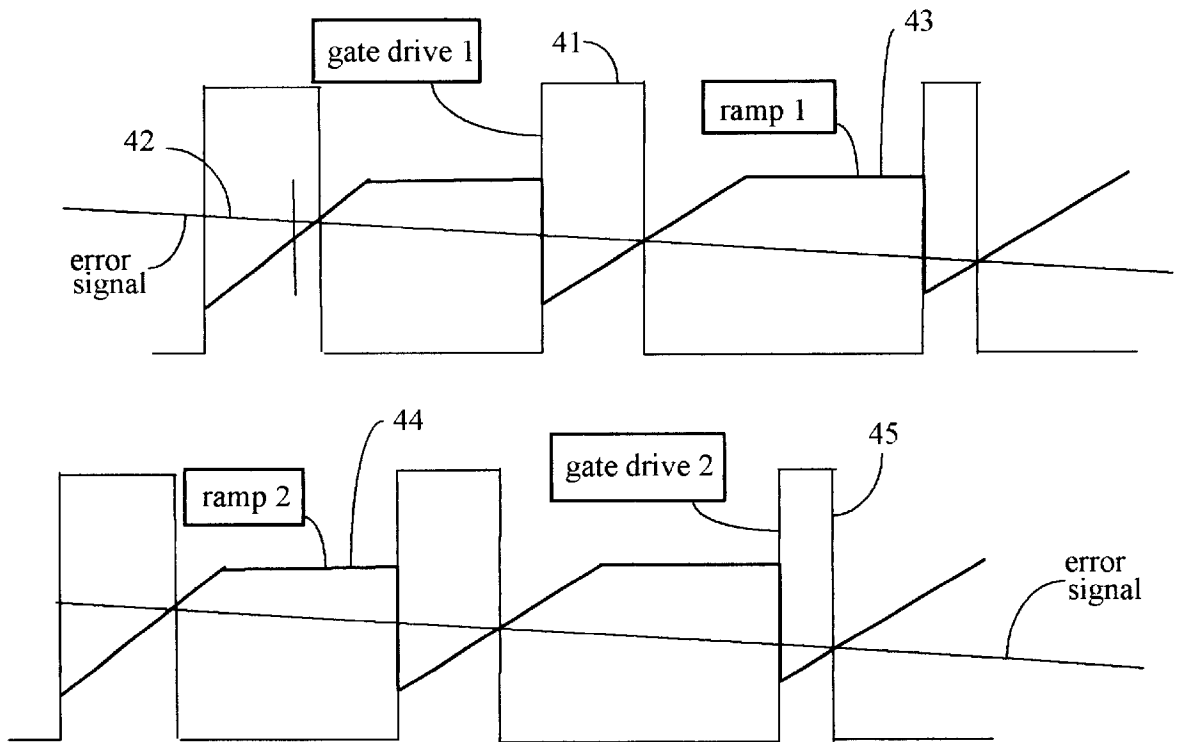 gate drive 1
41
43
ramp 1
42
error
signal
44
45
gate drive 2
ramp 2
error
signal